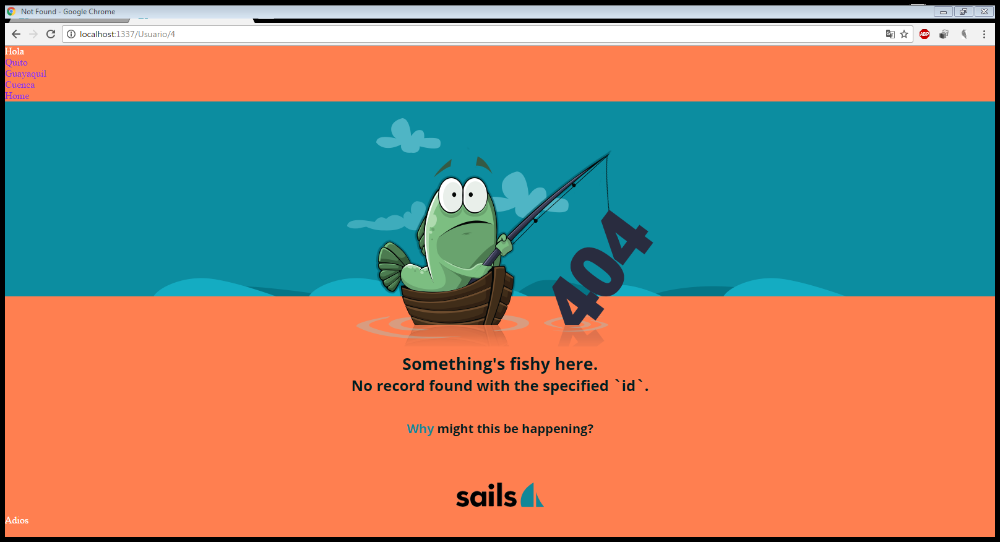 Not Found - Google Chrome
localhost:1337/Usuario/4
ABP
Hola
Quito
Guayaquil
Cuenca
Home
404
Something's fishy here.
No record found with the specified `id`.
Why might this be happening?
sails
Adios